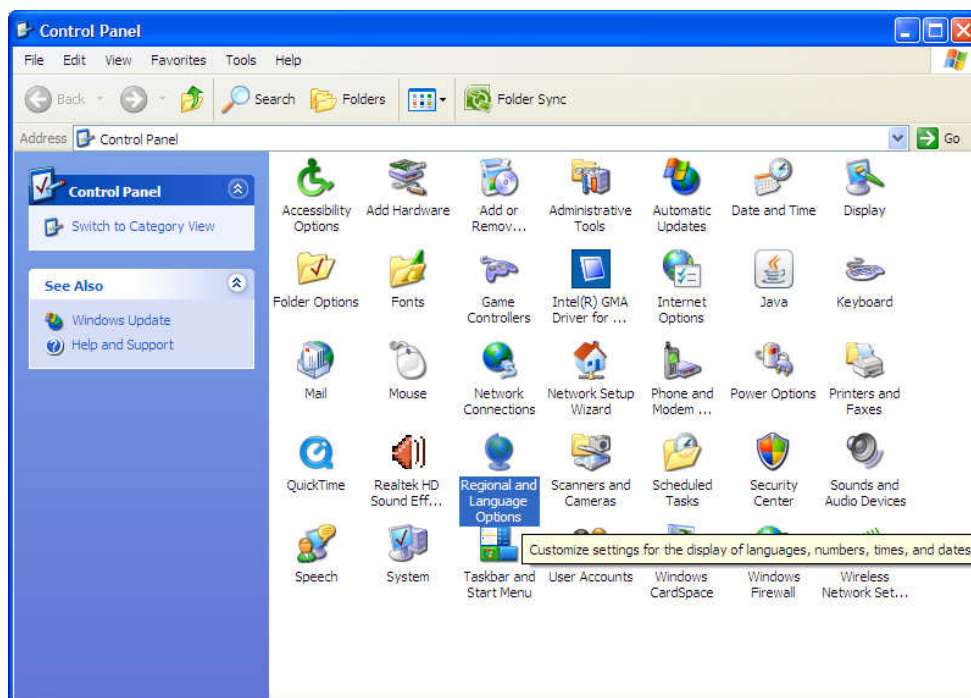 Control Panel
File Edit View Favorites Tools Help
Back Search Folders Folder Sync
Address Control Panel Go
Control Panel
Switch to Category View
See Also
Windows Update
Help and Support
Accessibility Options
Add Hardware
Add or Remov...
Administrative Tools
Automatic Updates
Date and Time
Display
Folder Options
Fonts
Game Controllers
Intel(R) GMA Driver for ...
Internet Options
Java
Keyboard
Mail
Mouse
Network Connections
Network Setup Wizard
Phone and Modem ...
Power Options
Printers and Faxes
QuickTime
Realtek HD Sound Eff...
Regional and Language Options
Scanners and Cameras
Scheduled Tasks
Security Center
Sounds and Audio Devices
Customize settings for the display of languages, numbers, times, and dates
Speech
System
Taskbar and Start Menu
User Accounts
Windows CardSpace
Windows Firewall
Wireless Network Set...